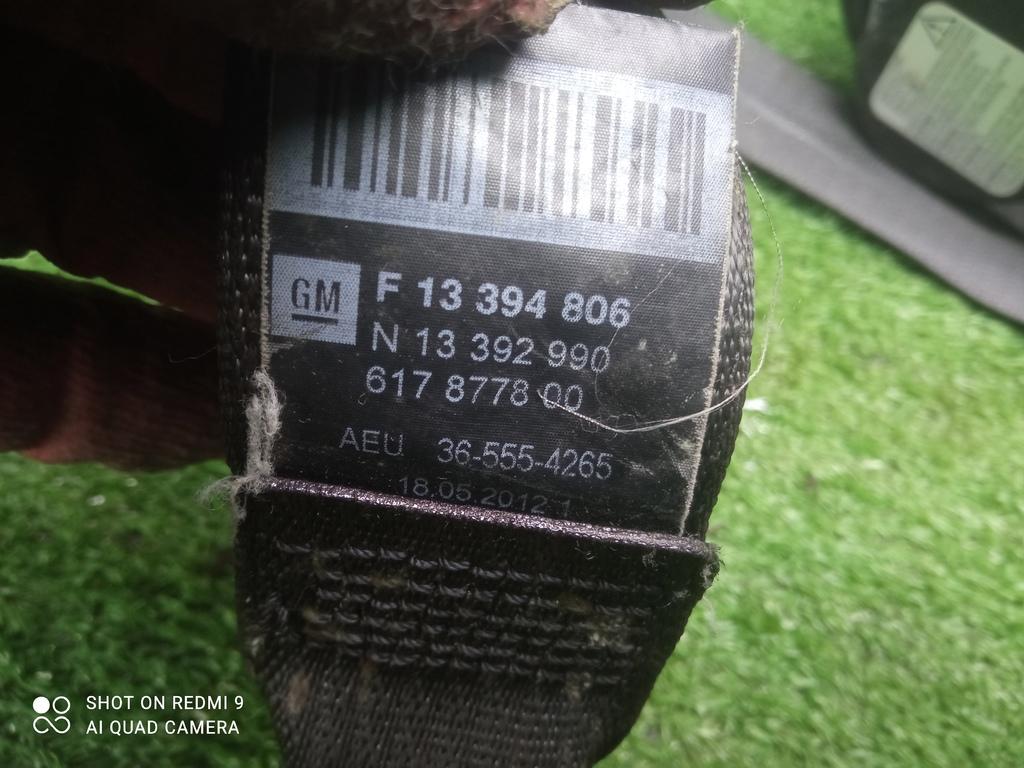 GM
F 13 394 806
N 13 392 990
617 8778 00
AEU 36-555-4265
18.05.2012 1
SHOT ON REDMI 9
AI QUAD CAMERA